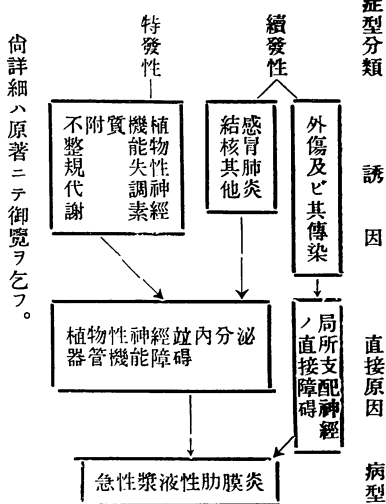 症型分類
誘因
直接原因
病型
續發性
特發性
外傷及ビ其傳染
感冒肺炎
結核其他
植物性神經
機能失調素
質
附
不整規代謝
局所支配神經
ノ直接障碍
植物性神經竝內分泌
器管機能障碍
急性漿液性肋膜炎
尙詳細ハ原著ニテ御覽ヲ乞フ。